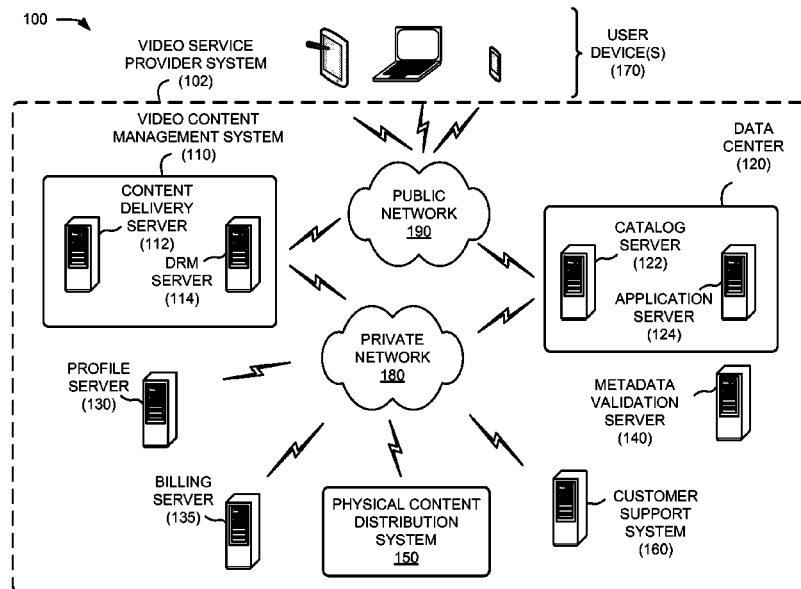 100
VIDEO SERVICE
PROVIDER SYSTEM
(102)
USER
DEVICE(S)
(170)
VIDEO CONTENT
MANAGEMENT SYSTEM
(110)
DATA
CENTER
(120)
CONTENT
DELIVERY
SERVER
(112)
DRM
SERVER
(114)
PUBLIC
NETWORK
190
CATALOG
SERVER
(122)
APPLICATION
SERVER
(124)
PRIVATE
NETWORK
180
PROFILE
SERVER
(130)
METADATA
VALIDATION
SERVER
(140)
BILLING
SERVER
(135)
PHYSICAL CONTENT
DISTRIBUTION
SYSTEM
150
CUSTOMER
SUPPORT
SYSTEM
(160)